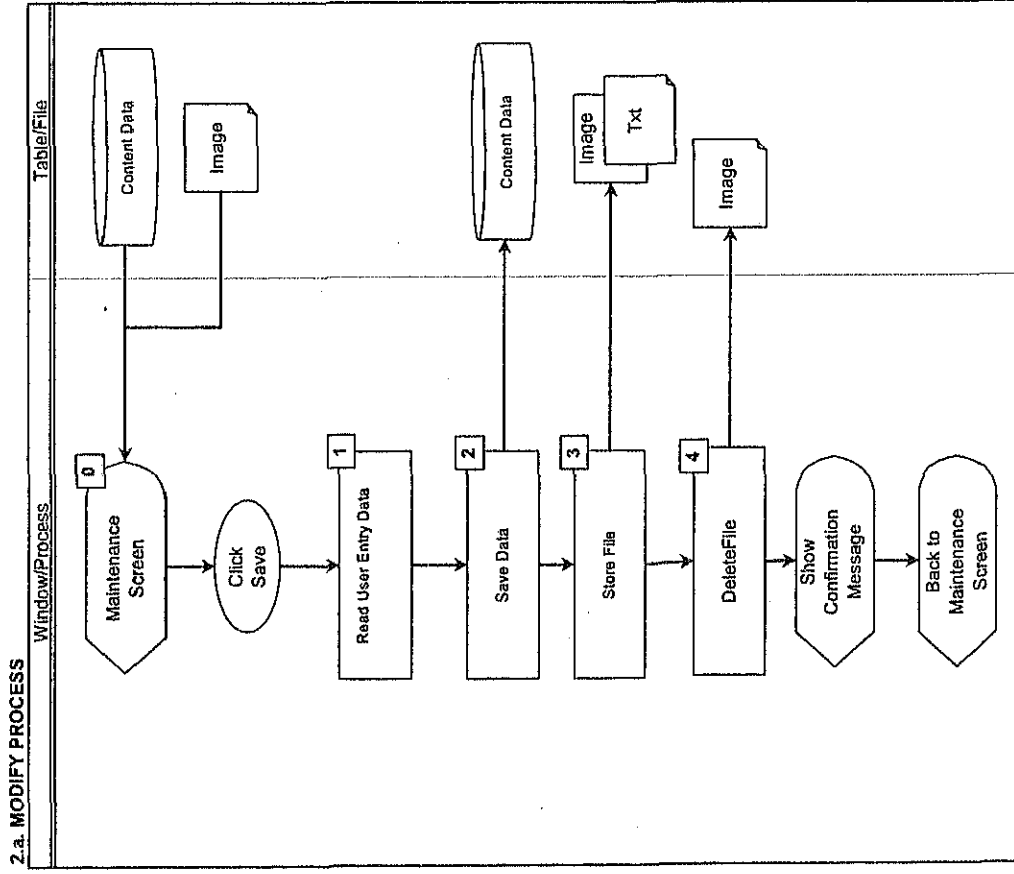 2.a. MODIFY PROCESS
Window/Process
Table/File
0
Maintenance
Screen
Content Data
Image
Click
Save
1
Read User Entry Data
2
Save Data
Content Data
3
Store File
Image
Txt
4
DeleteFile
Image
Show
Confirmation
Message
Back to
Maintenance
Screen